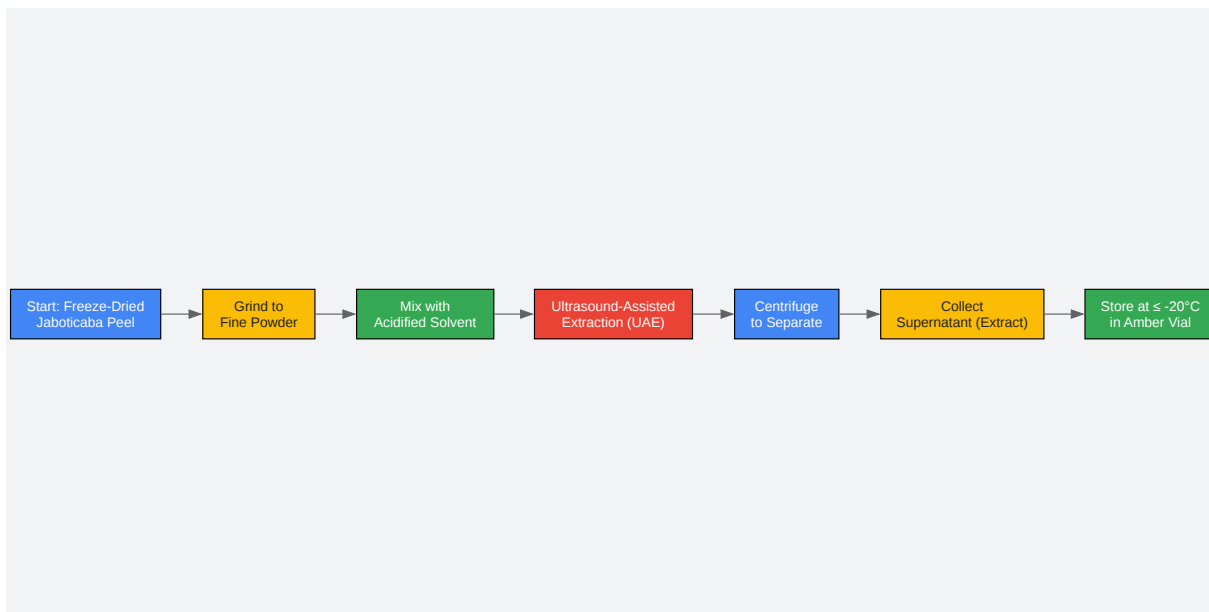 Start: Freeze-Dried
Jaboticaba Peel
Grind to
Fine Powder
Mix with
Acidified Solvent
Ultrasound-Assisted
Extraction (UAE)
Centrifuge
to Separate
Collect
Supernatant (Extract)
Store at ≤ -20°C
in Amber Vial